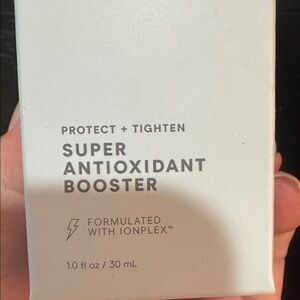 PROTECT + TIGHTEN
SUPER
ANTIOXIDANT
BOOSTER
FORMULATED
WITH IONPLEX™
1.0 fl oz / 30 mL